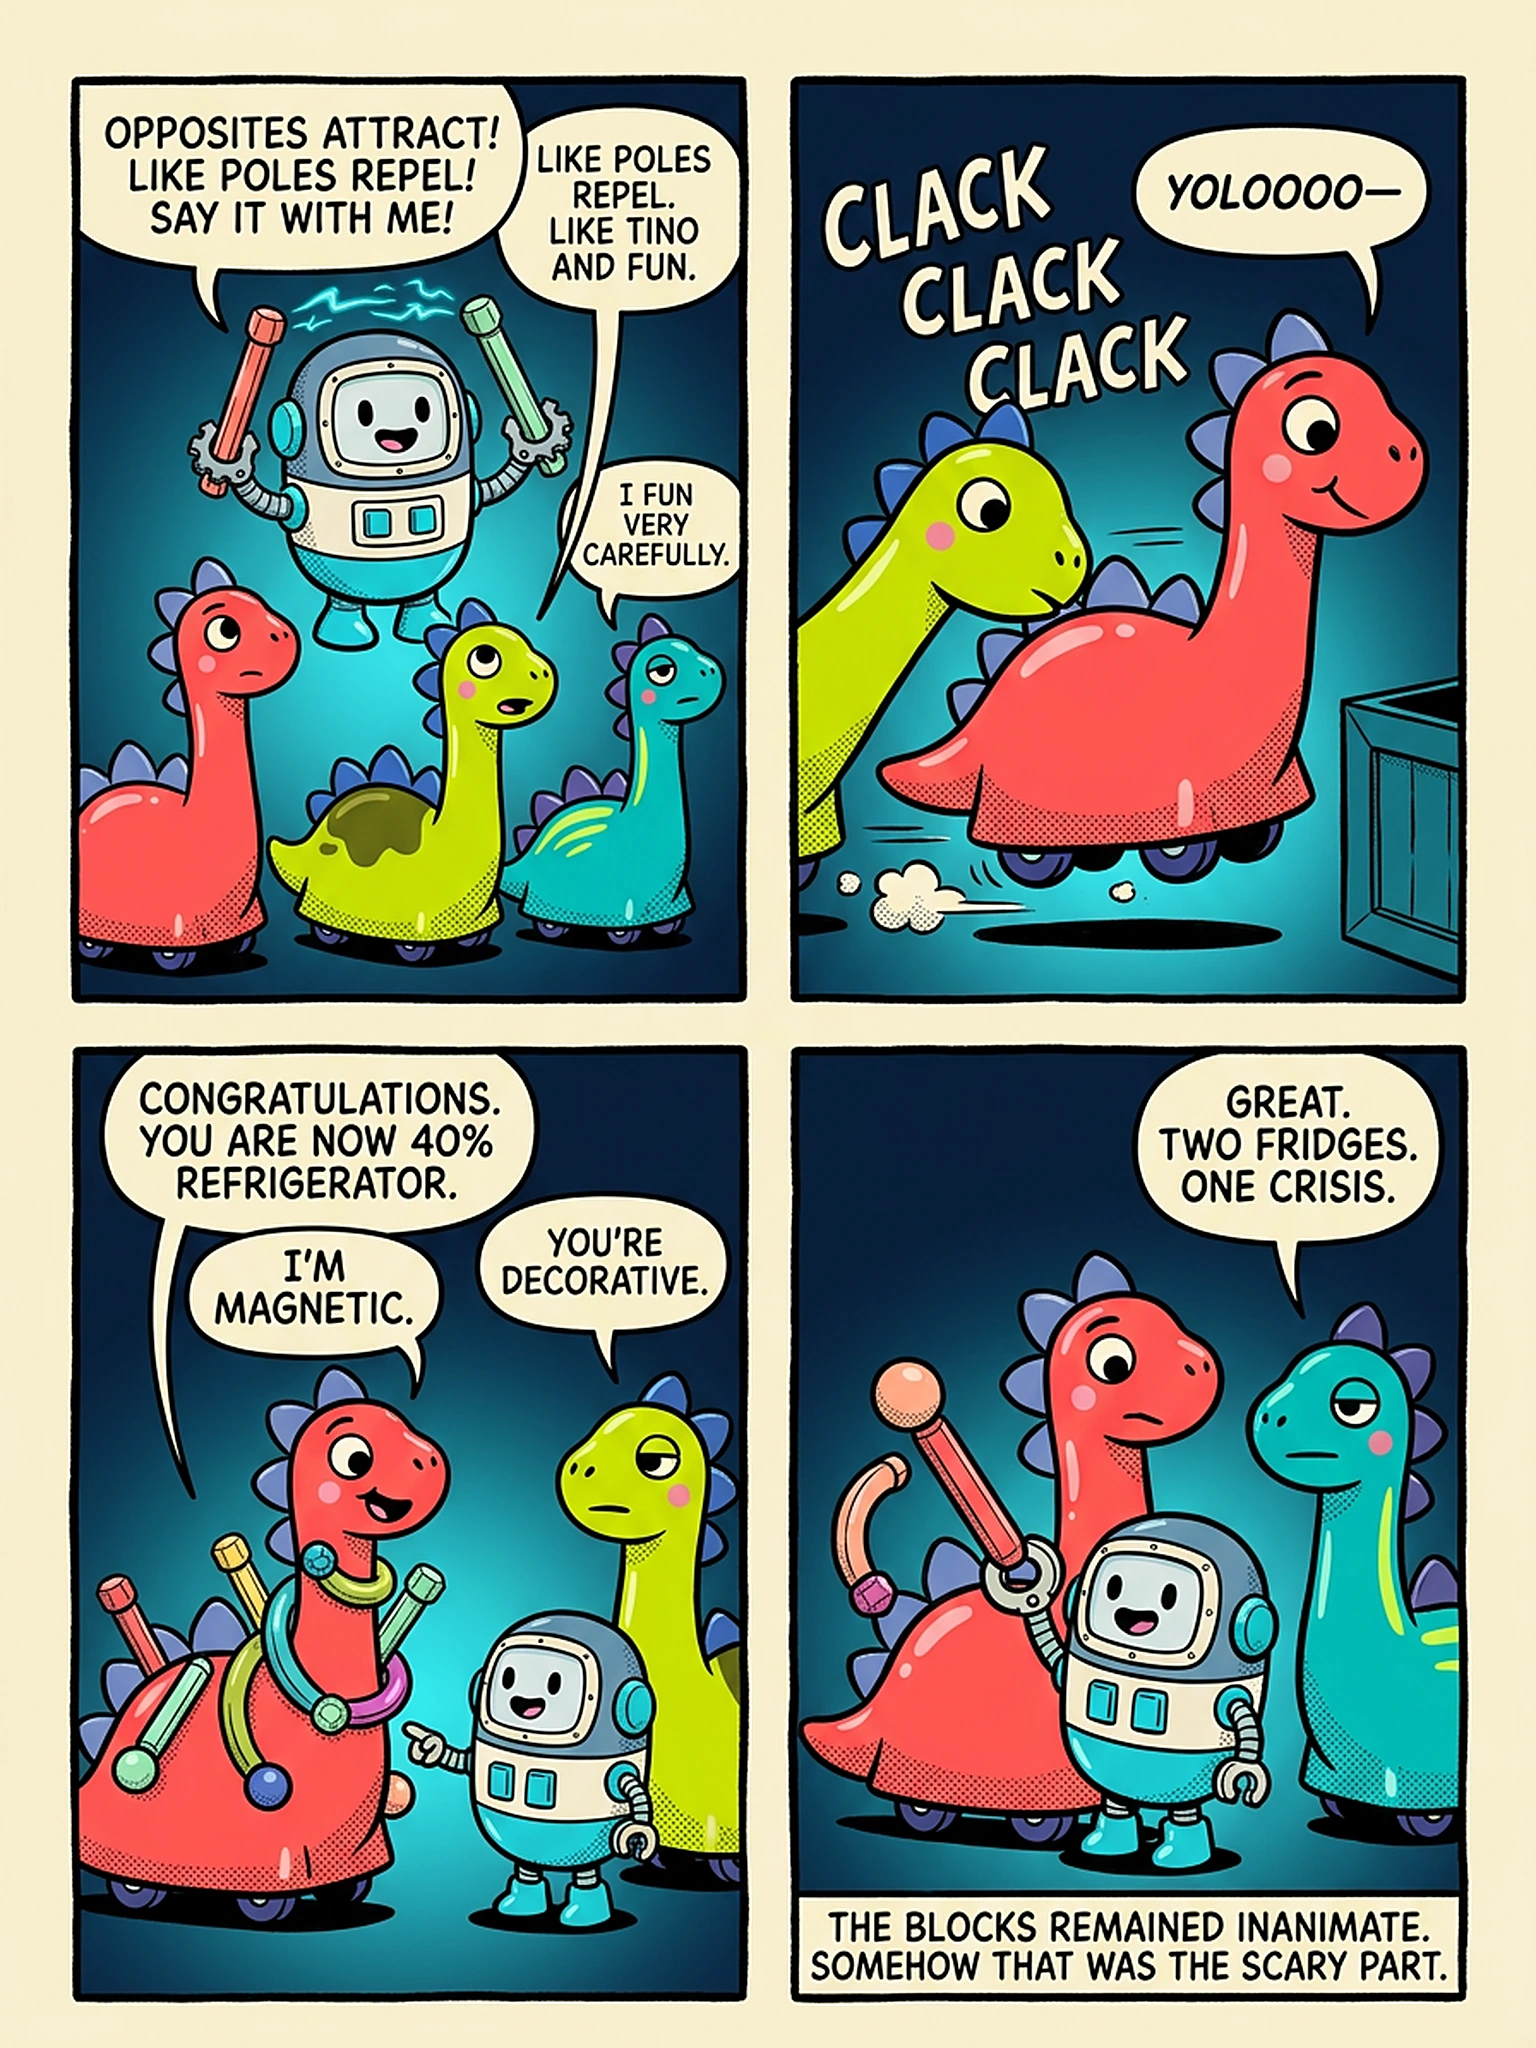 OPPOSITES ATTRACT!
LIKE POLES REPEL!
SAY IT WITH ME!
LIKE POLES
REPEL.
LIKE TINO
AND FUN.
I FUN
VERY
CAREFULLY.
CLACK
CLACK
CLACK
YOLOOOO—
CONGRATULATIONS.
YOU ARE NOW 40%
REFRIGERATOR.
I'M
MAGNETIC.
YOU'RE
DECORATIVE.
GREAT.
TWO FRIDGES.
ONE CRISIS.
THE BLOCKS REMAINED INANIMATE.
SOMEHOW THAT WAS THE SCARY PART.